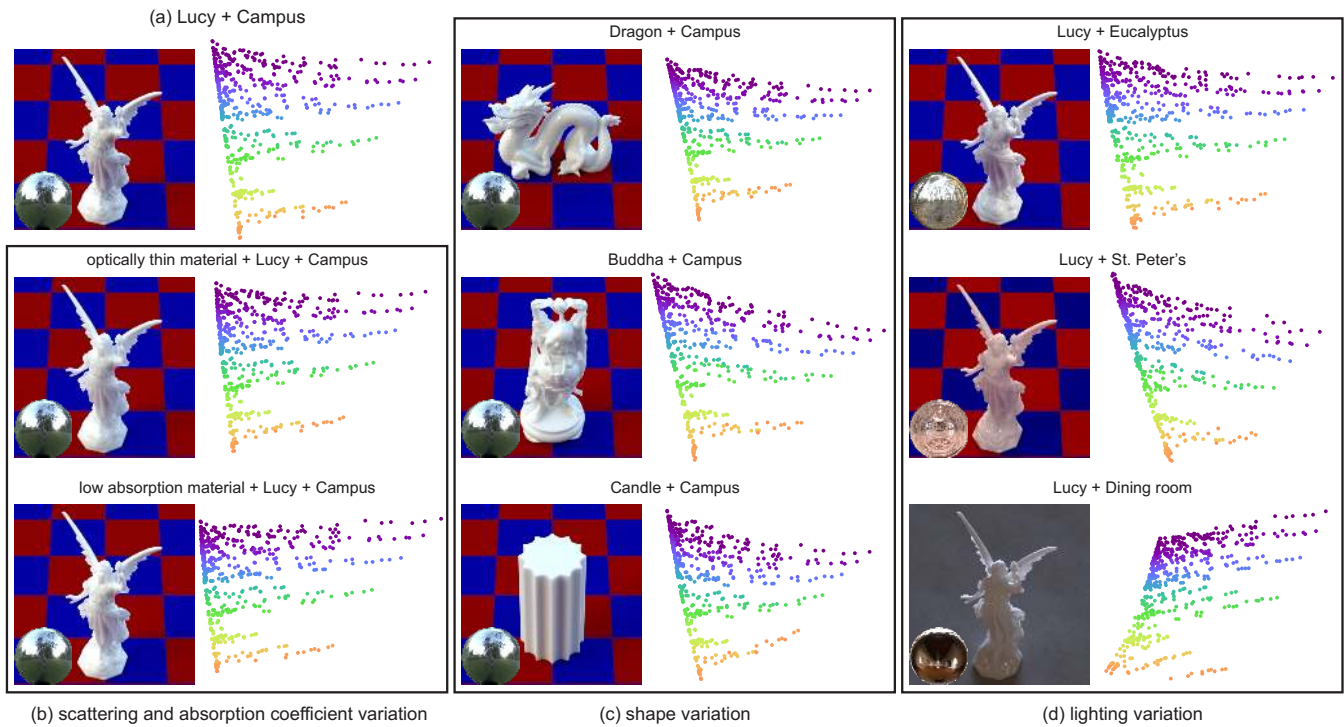 (a) Lucy + Campus
optically thin material + Lucy + Campus
low absorption material + Lucy + Campus
(b) scattering and absorption coefficient variation
Dragon + Campus
Buddha + Campus
Candle + Campus
(c) shape variation
Lucy + Eucalyptus
Lucy + St. Peter's
Lucy + Dining room
(d) lighting variation